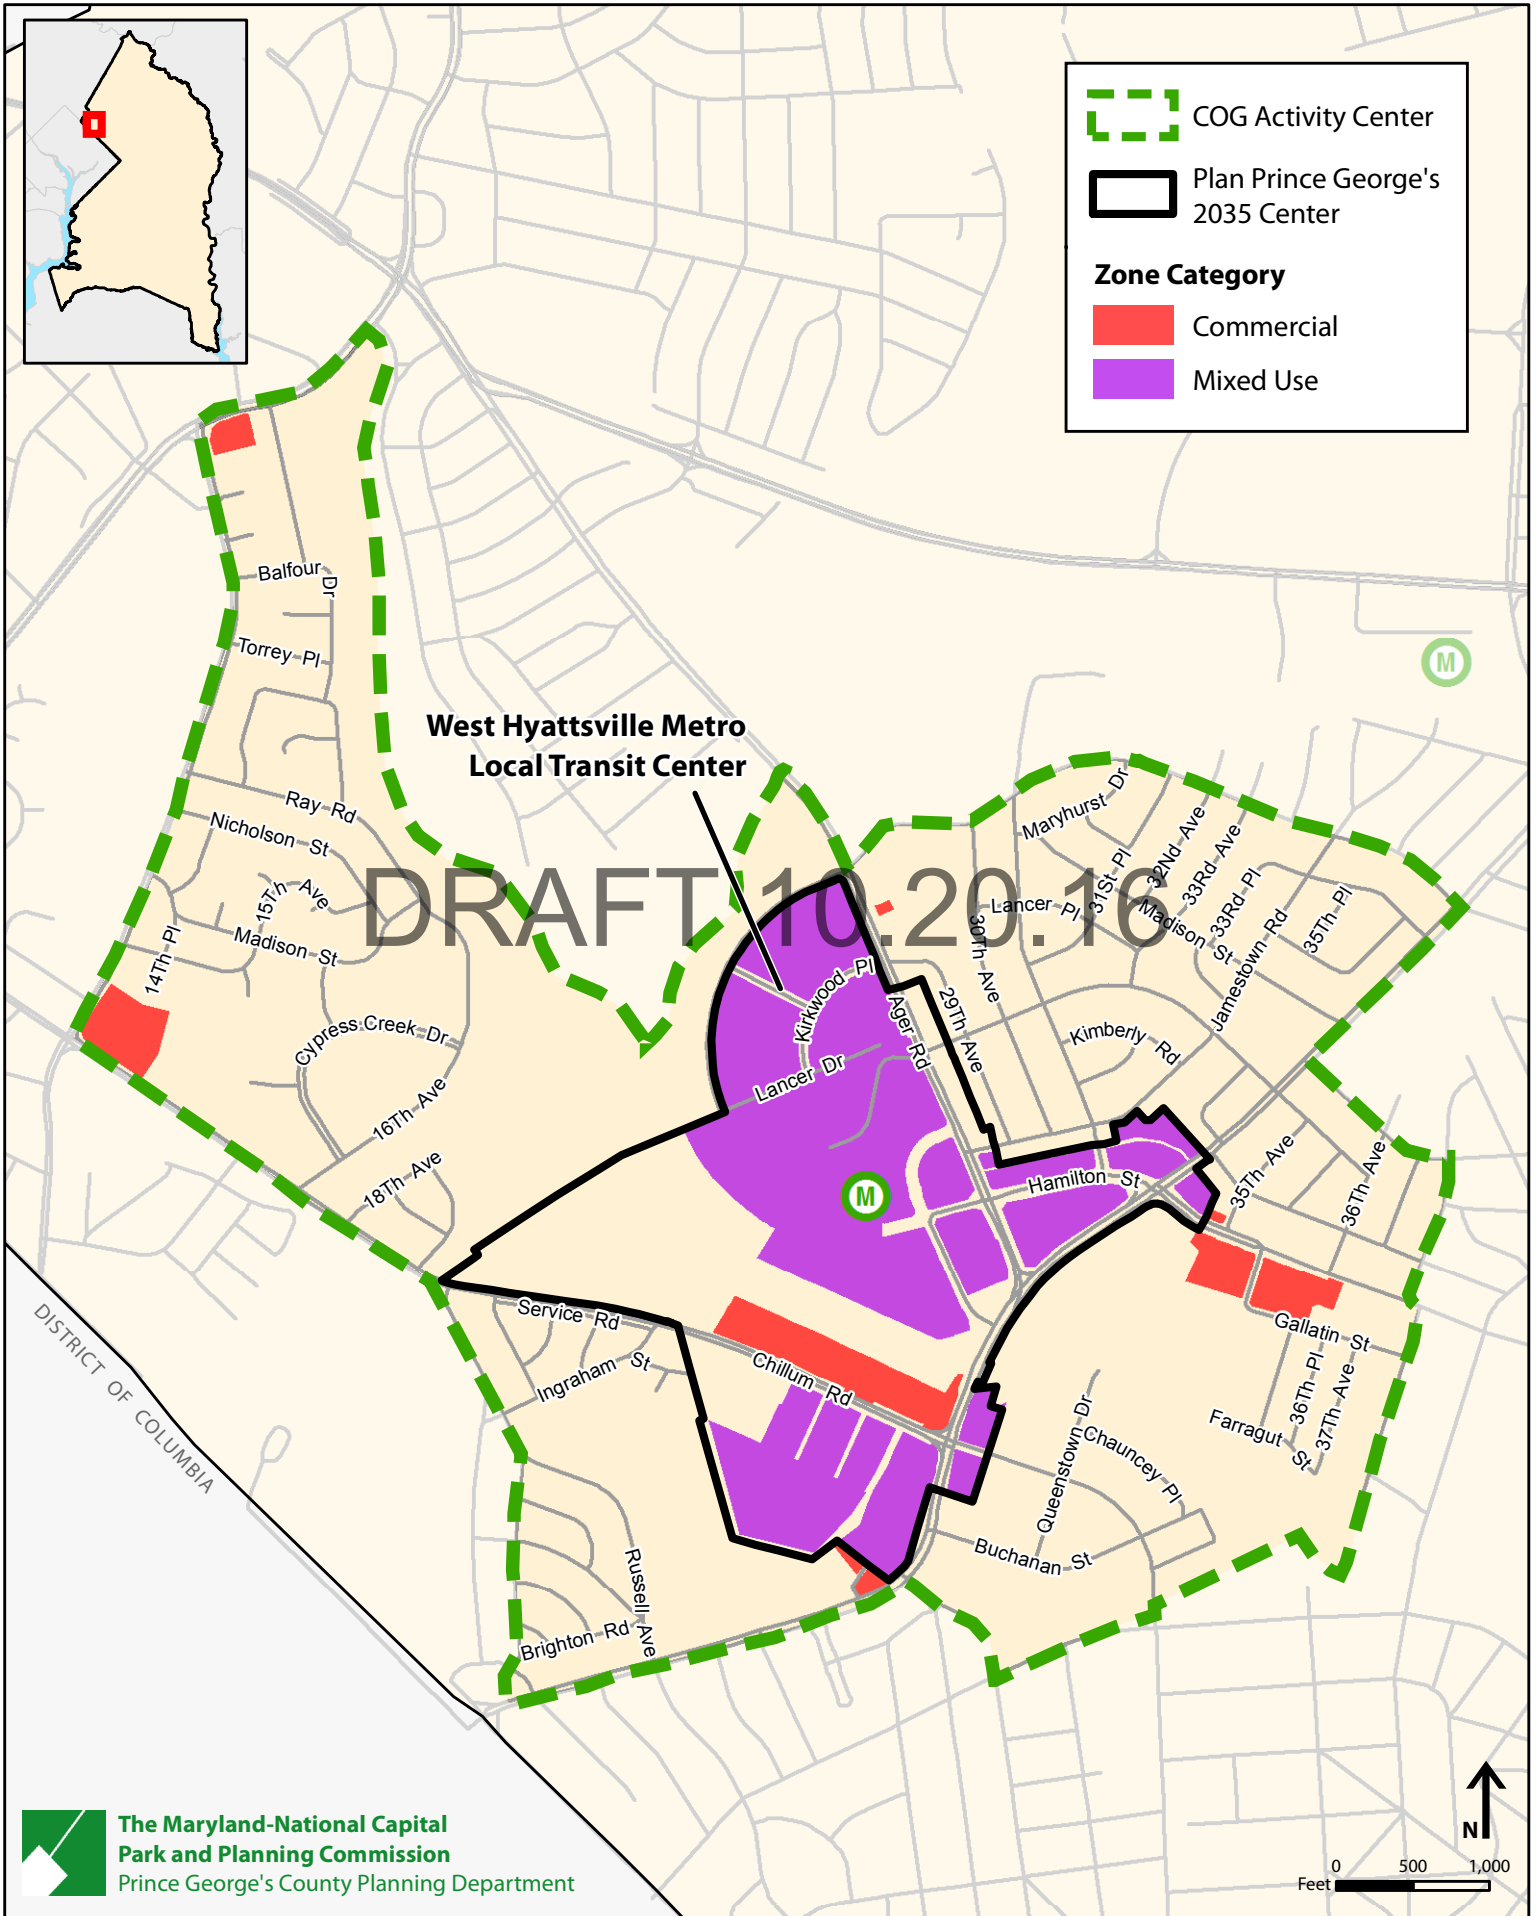 COG Activity Center
Plan Prince George's
2035 Center
Zone Category
Commercial
Mixed Use
Balfour Dr
Torrey Pl
M
West Hyattsville Metro
Local Transit Center
Ray Rd
Nicholson St
15Th Ave
Madison St
14Th Pl
Cypress Creek Dr
16Th Ave
18Th Ave
DRAFT 10.20.16
Maryhurst Dr
31St Pl
32Nd Ave
33Rd Ave
33Rd Pl
35Th Pl
Lancer Pl
Madison St
Jamestown Rd
30Th Ave
29Th Ave
Kirkwood Pl
Ager Rd
Lancer Dr
Kimberly Rd
M
Hamilton St
35Th Ave
36Th Ave
Service Rd
Ingraham St
Chillum Rd
Gallatin St
36Th Pl
37Th Ave
Farragut St
Queenstown Dr
Chauncey Pl
Buchanan St
Russell Ave
Brighton Rd
DISTRICT OF COLUMBIA
The Maryland-National Capital
Park and Planning Commission
Prince George's County Planning Department
N
0 500 1,000
Feet